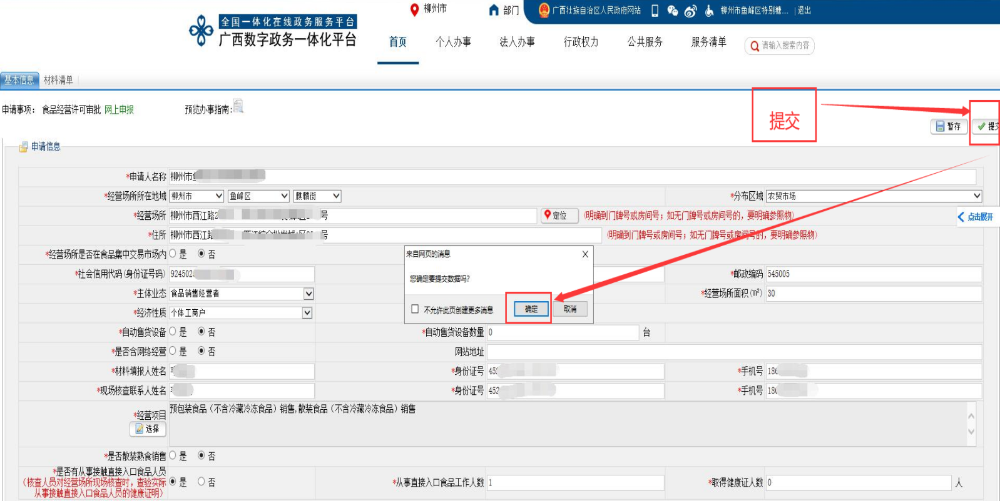 柳州市
部门
广西壮族自治区人民政府网站
柳州市鱼峰区特别糖... | 退出
全国一体化在线政务服务平台
广西数字政务一体化平台
首页
个人办事
法人办事
行政权力
公共服务
服务清单
请输入搜索内容
基本信息
材料清单
申请事项： 食品经营许可审批 网上申报
预览办事指南:
提交
暂存
提交
申请信息
*申请人名称 柳州市
*经营场所所在地域 柳州市 鱼峰区 麒麟街
*分布区域 农贸市场
*经营场所 柳州市西江路2 号
定位 (明确到门牌号或房间号；如无门牌号或房间号的，要明确参照物)
点击展开
*住所 柳州市西江路 号
(明确到门牌号或房间号；如无门牌号或房间号的，要明确参照物)
*经营场所是否在食品集中交易市场内 是 否
*社会信用代码(身份证号码) 924502
*邮政编码 545005
*主体业态 食品销售经营者
*经营场所面积(m²) 30
*经济性质 个体工商户
来自网页的消息 X
您确定要提交数据吗?
不允许此页创建更多消息
确定
取消
*自动售货设备 是 否
*自动售货设备数量 0 台
*是否含网络经营 是 否
网站地址
*材料填报人姓名
*身份证号 452
*手机号 186
*现场核查联系人姓名
*身份证号 452
*手机号 186
*经营项目
选择
预包装食品（不含冷藏冷冻食品）销售,散装食品（不含冷藏冷冻食品）销售
*是否散装熟食销售 是 否
*是否有从事接触直接入口食品人员
(核查人员对经营场所现场核查时，查验实际
从事接触直接入口食品人员的健康证明)
是 否
*从事直接入口食品工作人数 1
*取得健康证人数 0 人